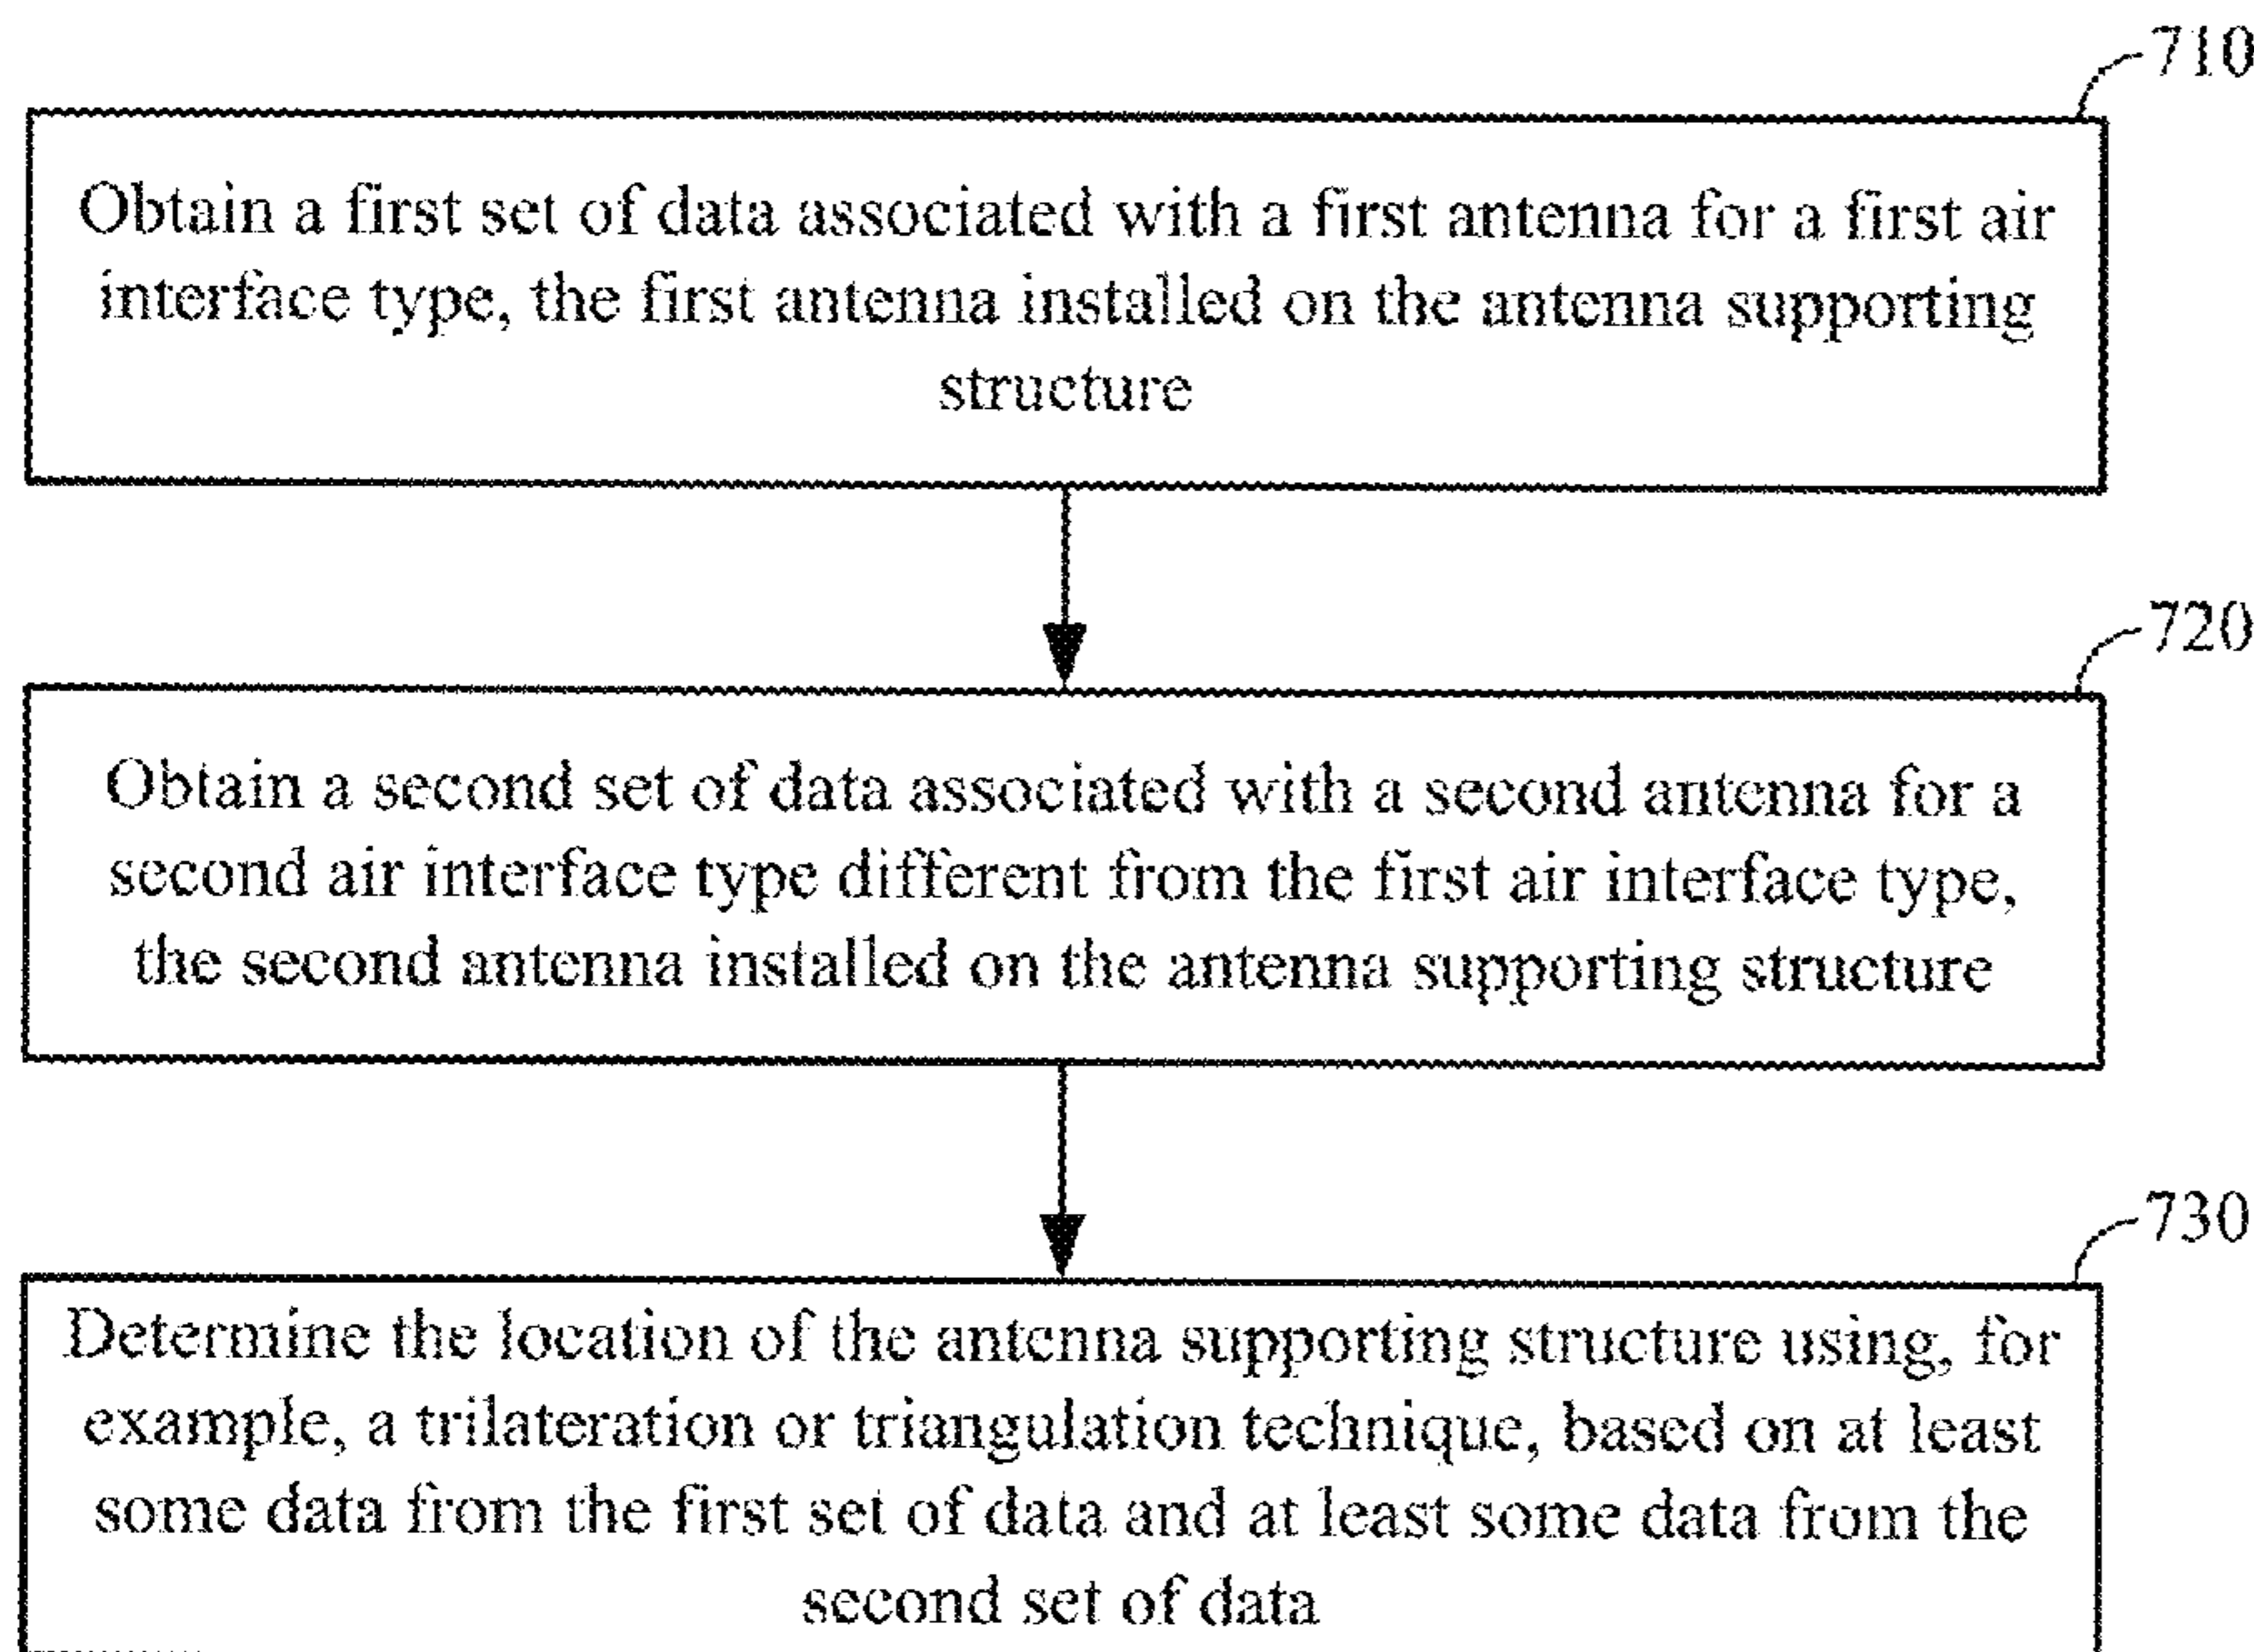 710
Obtain a first set of data associated with a first antenna for a first air
interface type, the first antenna installed on the antenna supporting
structure
720
Obtain a second set of data associated with a second antenna for a
second air interface type different from the first air interface type,
the second antenna installed on the antenna supporting structure
730
Determine the location of the antenna supporting structure using, for
example, a trilateration or triangulation technique, based on at least
some data from the first set of data and at least some data from the
second set of data